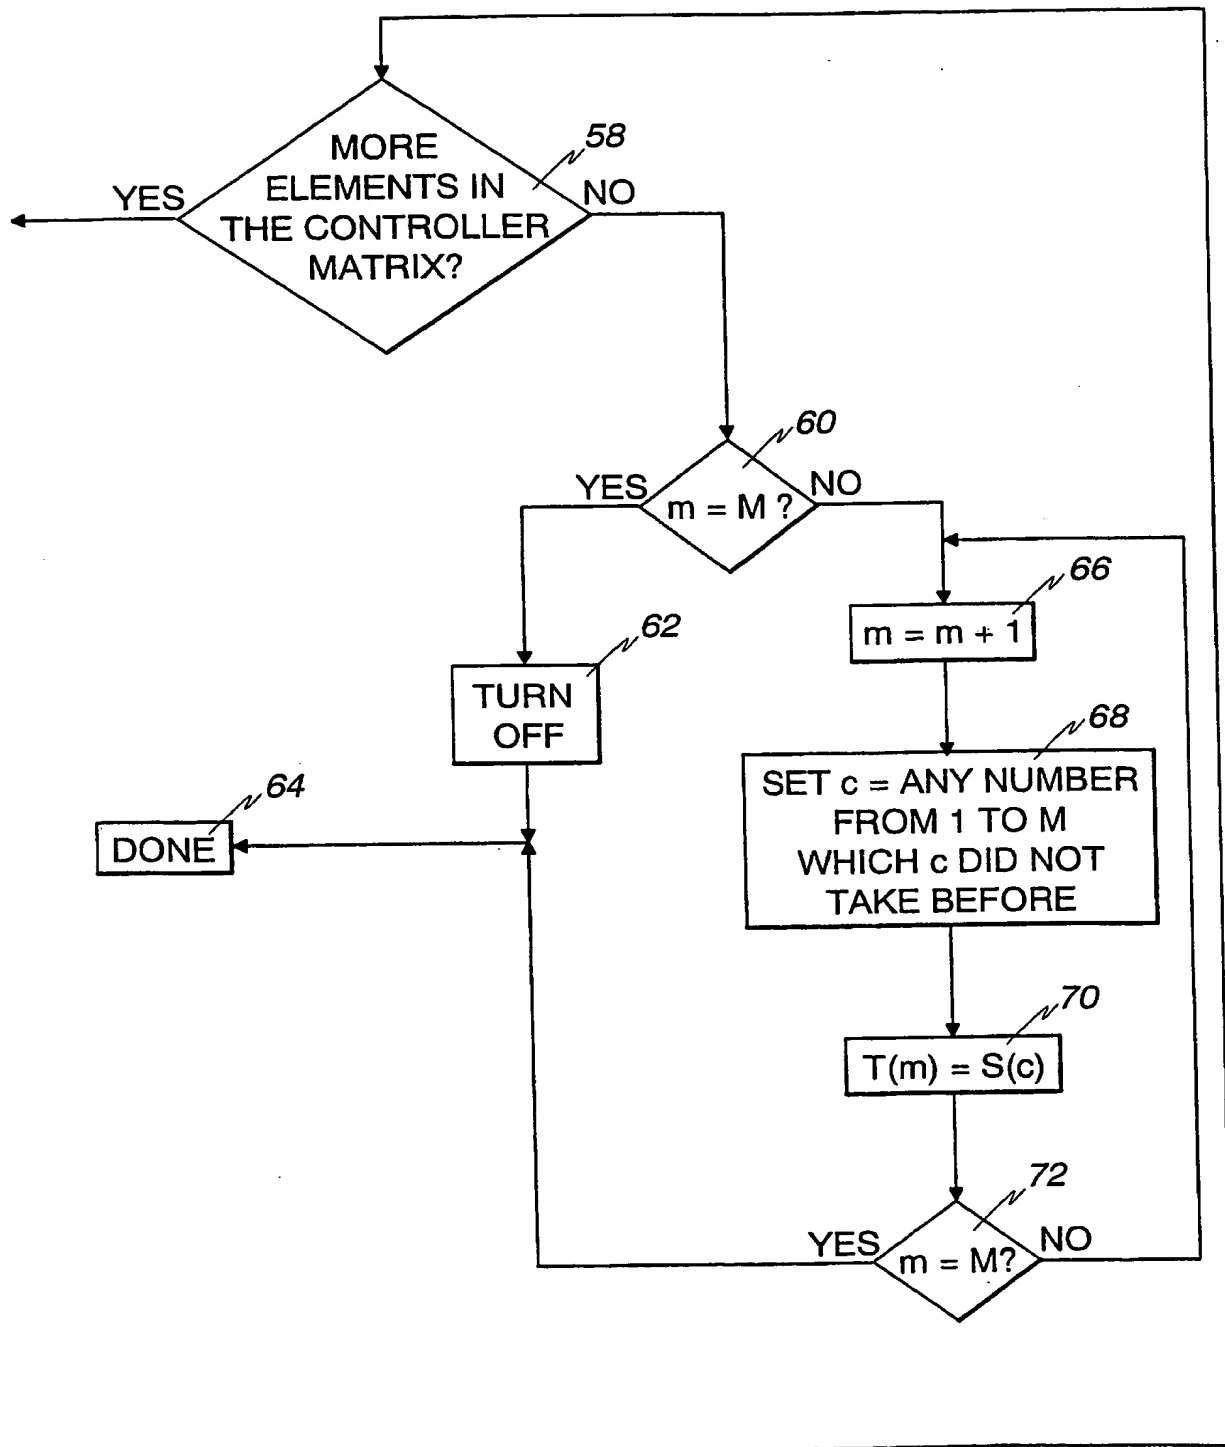 58
MORE
ELEMENTS IN
THE CONTROLLER
MATRIX?
YES
NO
60
YES
m = M ?
NO
66
m = m + 1
62
TURN
OFF
68
SET c = ANY NUMBER
FROM 1 TO M
WHICH c DID NOT
TAKE BEFORE
64
DONE
70
T(m) = S(c)
72
YES
m = M?
NO